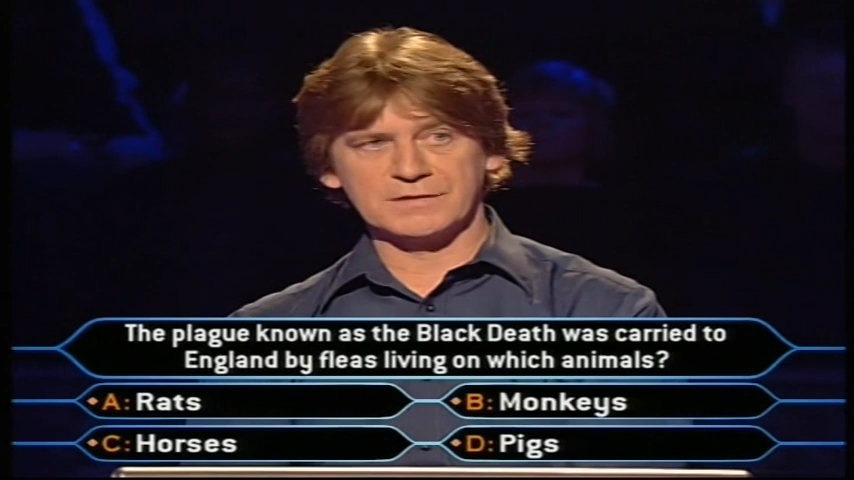 The plague known as the Black Death was carried to
England by fleas living on which animals?
A: Rats
B: Monkeys
C: Horses
D: Pigs